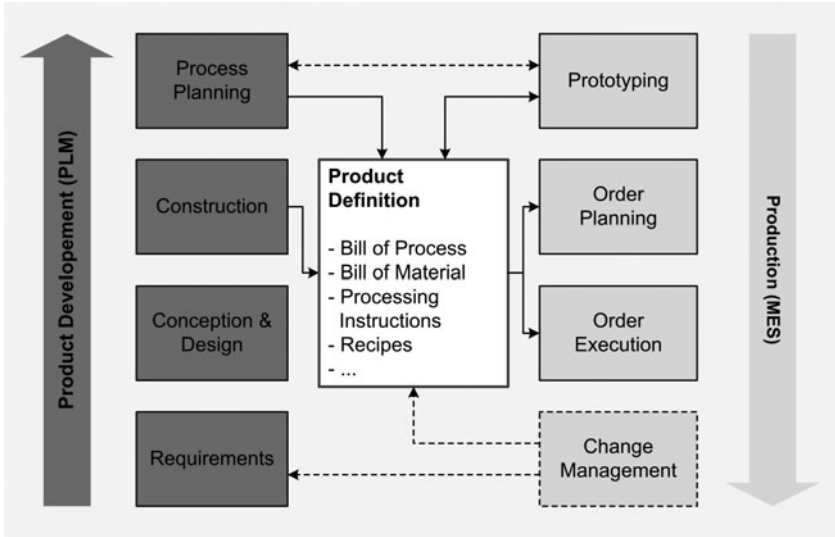 Product Developement (PLM)
Process
Planning
Construction
Conception &
Design
Requirements
Product
Definition
- Bill of Process
- Bill of Material
- Processing
Instructions
- Recipes
- ...
Prototyping
Order
Planning
Order
Execution
Change
Management
Production (MES)